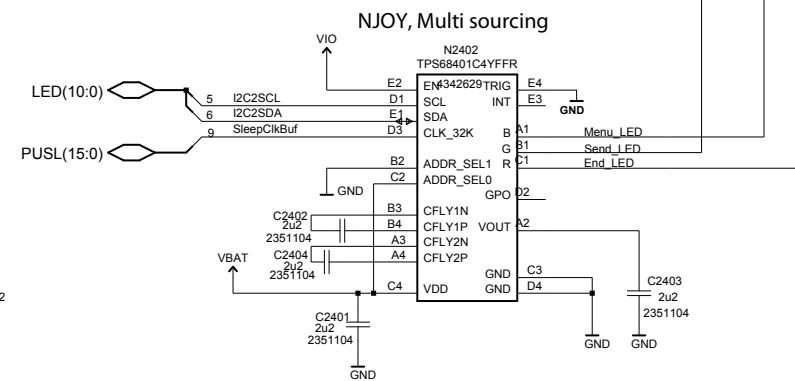 NJOY, Multi sourcing
VIO
N2402
TPS68401C4YFFR
E2 EN 4342629 TRIG E4
LED(10:0)
5 I2C2SCL D1 SCL INT E3
GND
6 I2C2SDA E1 SDA
9 SleepClkBuf D3 CLK_32K B A1 Menu_LED
PUSL(15:0)
G B1 Send_LED
B2 ADDR_SEL1 R C1 End_LED
C2 ADDR_SEL0
GND
GPO D2
B3 CFLY1N
C2402
2u2
2351104
B4 CFLY1P VOUT A2
A3 CFLY2N
C2404
2u2
2351104
A4 CFLY2P
VBAT
GND C3
C4 VDD GND D4
C2403
2u2
2351104
2
C2401
2u2
2351104
GND
GND
GND